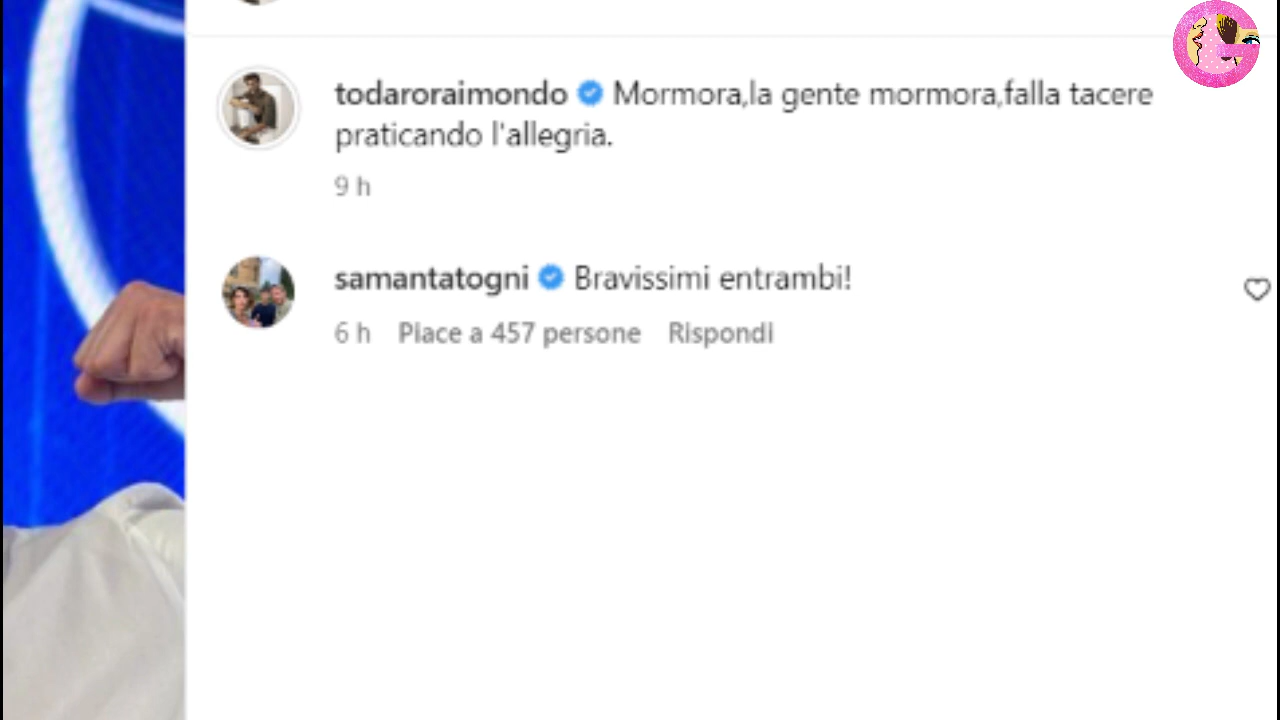 todaroraimondo Mormora,la gente mormora,falla tacere
praticando l'allegria.
9 h
samantatogni Bravissimi entrambi!
6 h Piace a 457 persone Rispondi